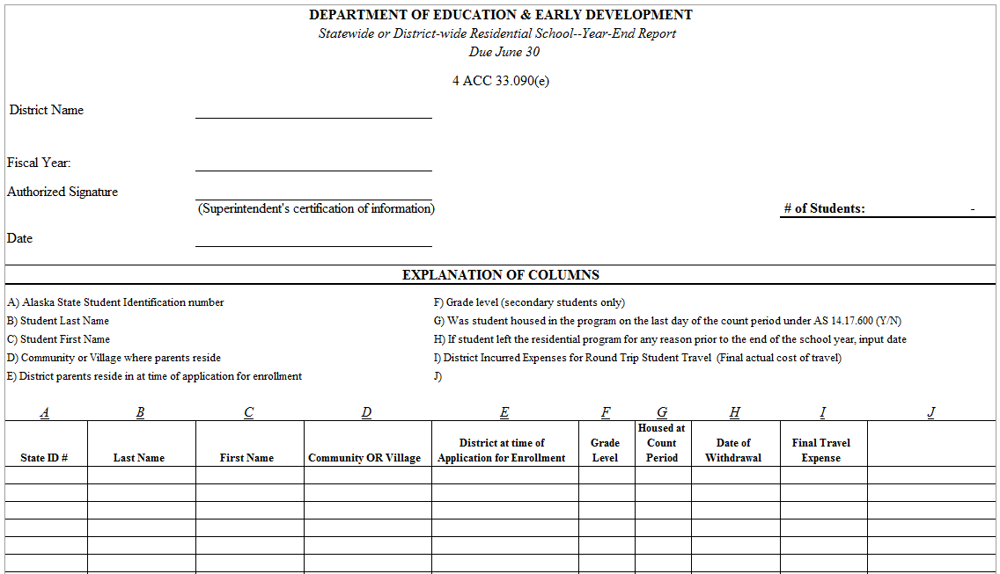 DEPARTMENT OF EDUCATION & EARLY DEVELOPMENT
Statewide or District-wide Residential School--Year-End Report
Due June 30
4 ACC 33.090(e)
District Name
Fiscal Year:
Authorized Signature
(Superintendent's certification of information)
# of Students: -
Date
EXPLANATION OF COLUMNS
A) Alaska State Student Identification number
B) Student Last Name
C) Student First Name
D) Community or Village where parents reside
E) District parents reside in at time of application for enrollment
F) Grade level (secondary students only)
G) Was student housed in the program on the last day of the count period under AS 14.17.600 (Y/N)
H) If student left the residential program for any reason prior to the end of the school year, input date
I) District Incurred Expenses for Round Trip Student Travel (Final actual cost of travel)
J)
A B C D E F G H I J
State ID #
Last Name
First Name
Community OR Village
District at time of
Application for Enrollment
Grade
Level
Housed at
Count
Period
Date of
Withdrawal
Final Travel
Expense